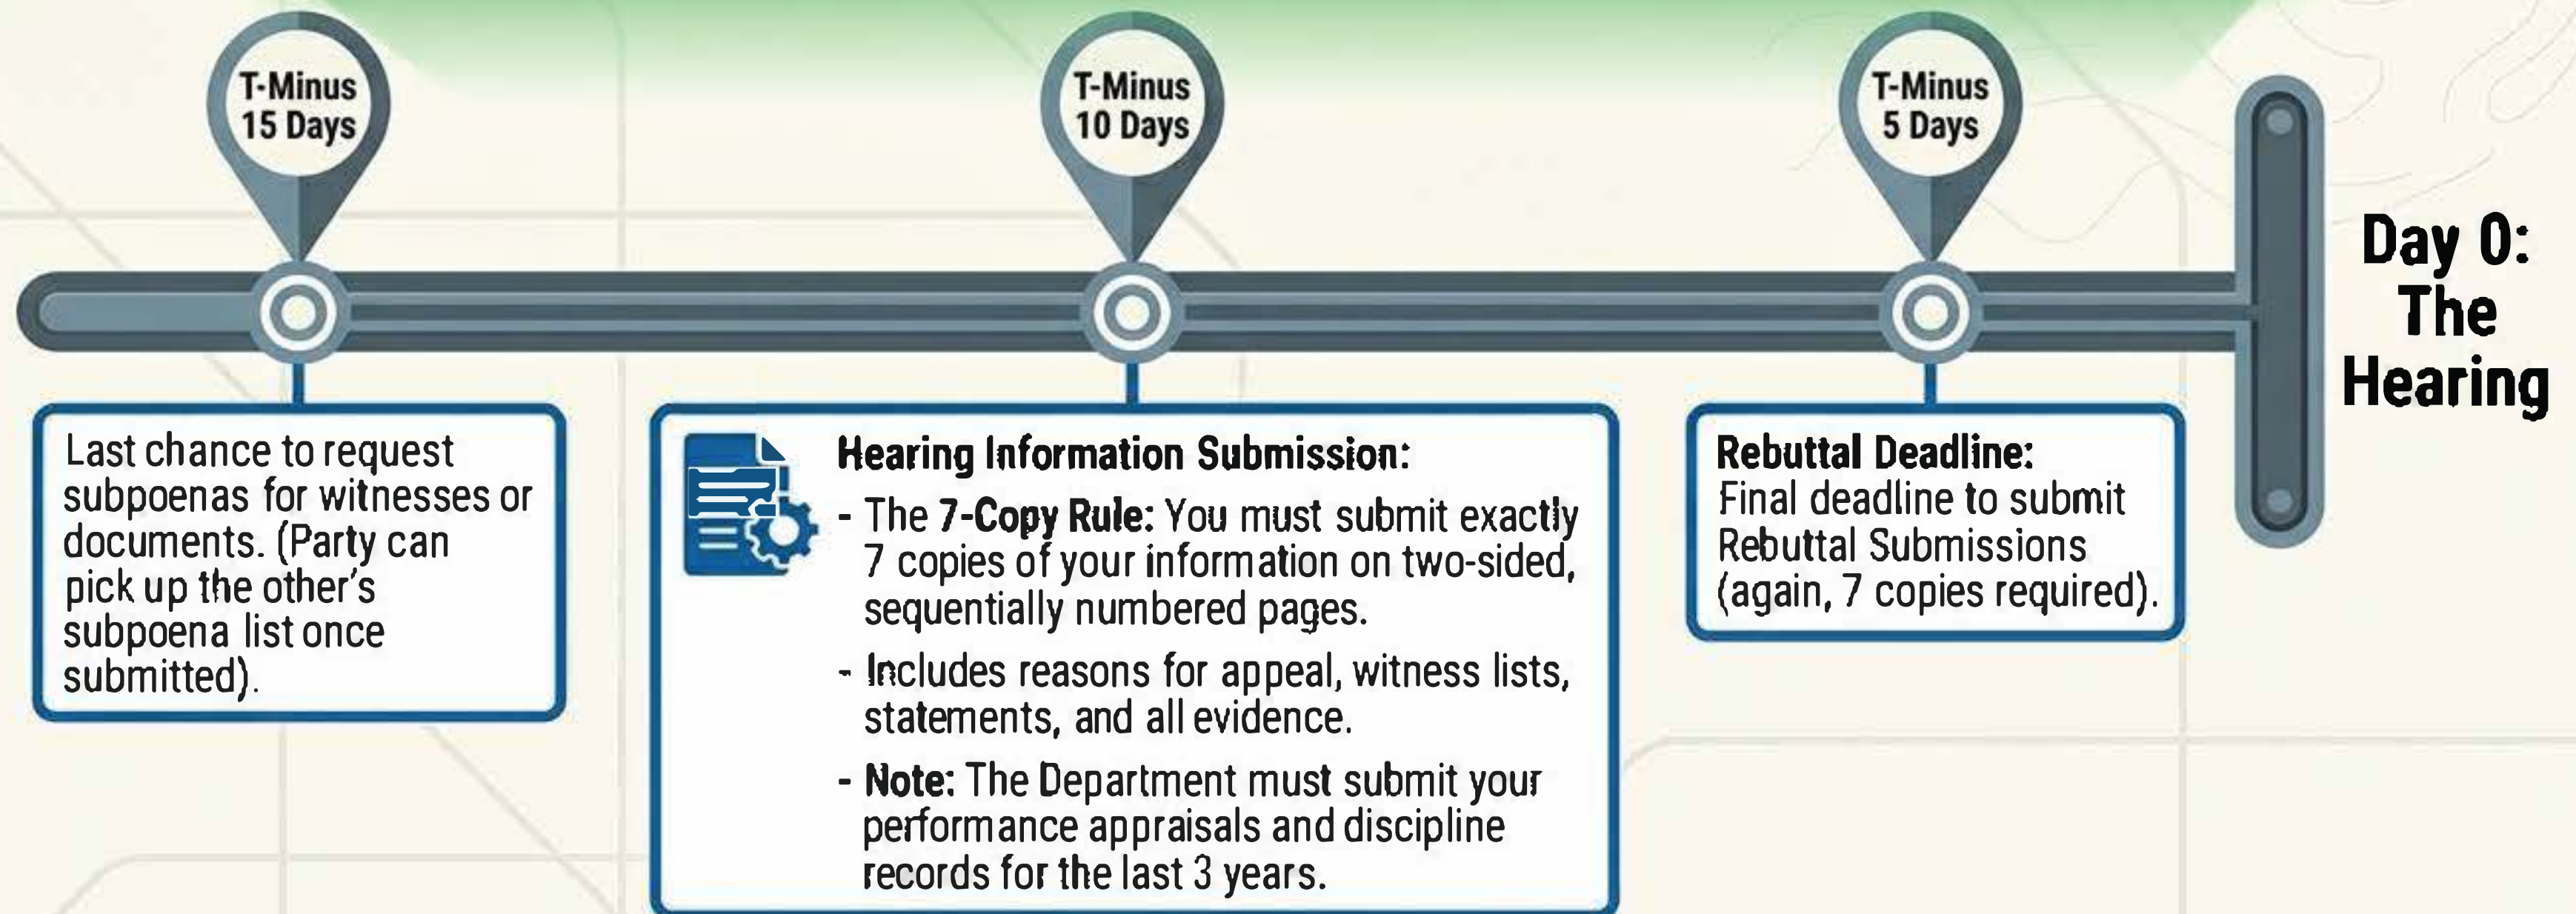 T-Minus
15 Days
T-Minus
10 Days
T-Minus
5 Days
Day 0:
The
Hearing
Last chance to request
subpoenas for witnesses or
documents. (Party can
pick up the other's
subpoena list once
submitted).
Hearing Information Submission:
- The 7-Copy Rule: You must submit exactly
7 copies of your information on two-sided,
sequentially numbered pages.
- Includes reasons for appeal, witness lists,
statements, and all evidence.
- Note: The Department must submit your
performance appraisals and discipline
records for the last 3 years.
Rebuttal Deadline:
Final deadline to submit
Rebuttal Submissions
(again, 7 copies required).